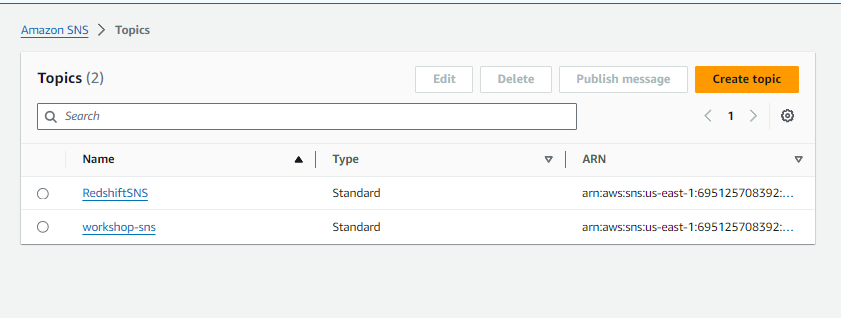 Amazon SNS > Topics
Topics (2) Edit Delete Publish message Create topic
Search 1
Name Type ARN
RedshiftSNS Standard arn:aws:sns:us-east-1:695125708392:...
workshop-sns Standard arn:aws:sns:us-east-1:695125708392:...